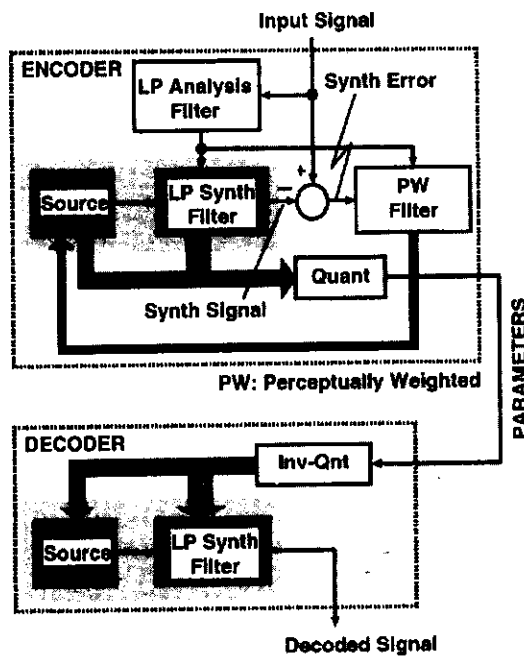 Input Signal
ENCODER
LP Analysis
Filter
Synth Error
+
Source
LP Synth
Filter
−
PW
Filter
Synth Signal
Quant
PW: Perceptually Weighted
PARAMETERS
DECODER
Inv-Qnt
Source
LP Synth
Filter
Decoded Signal